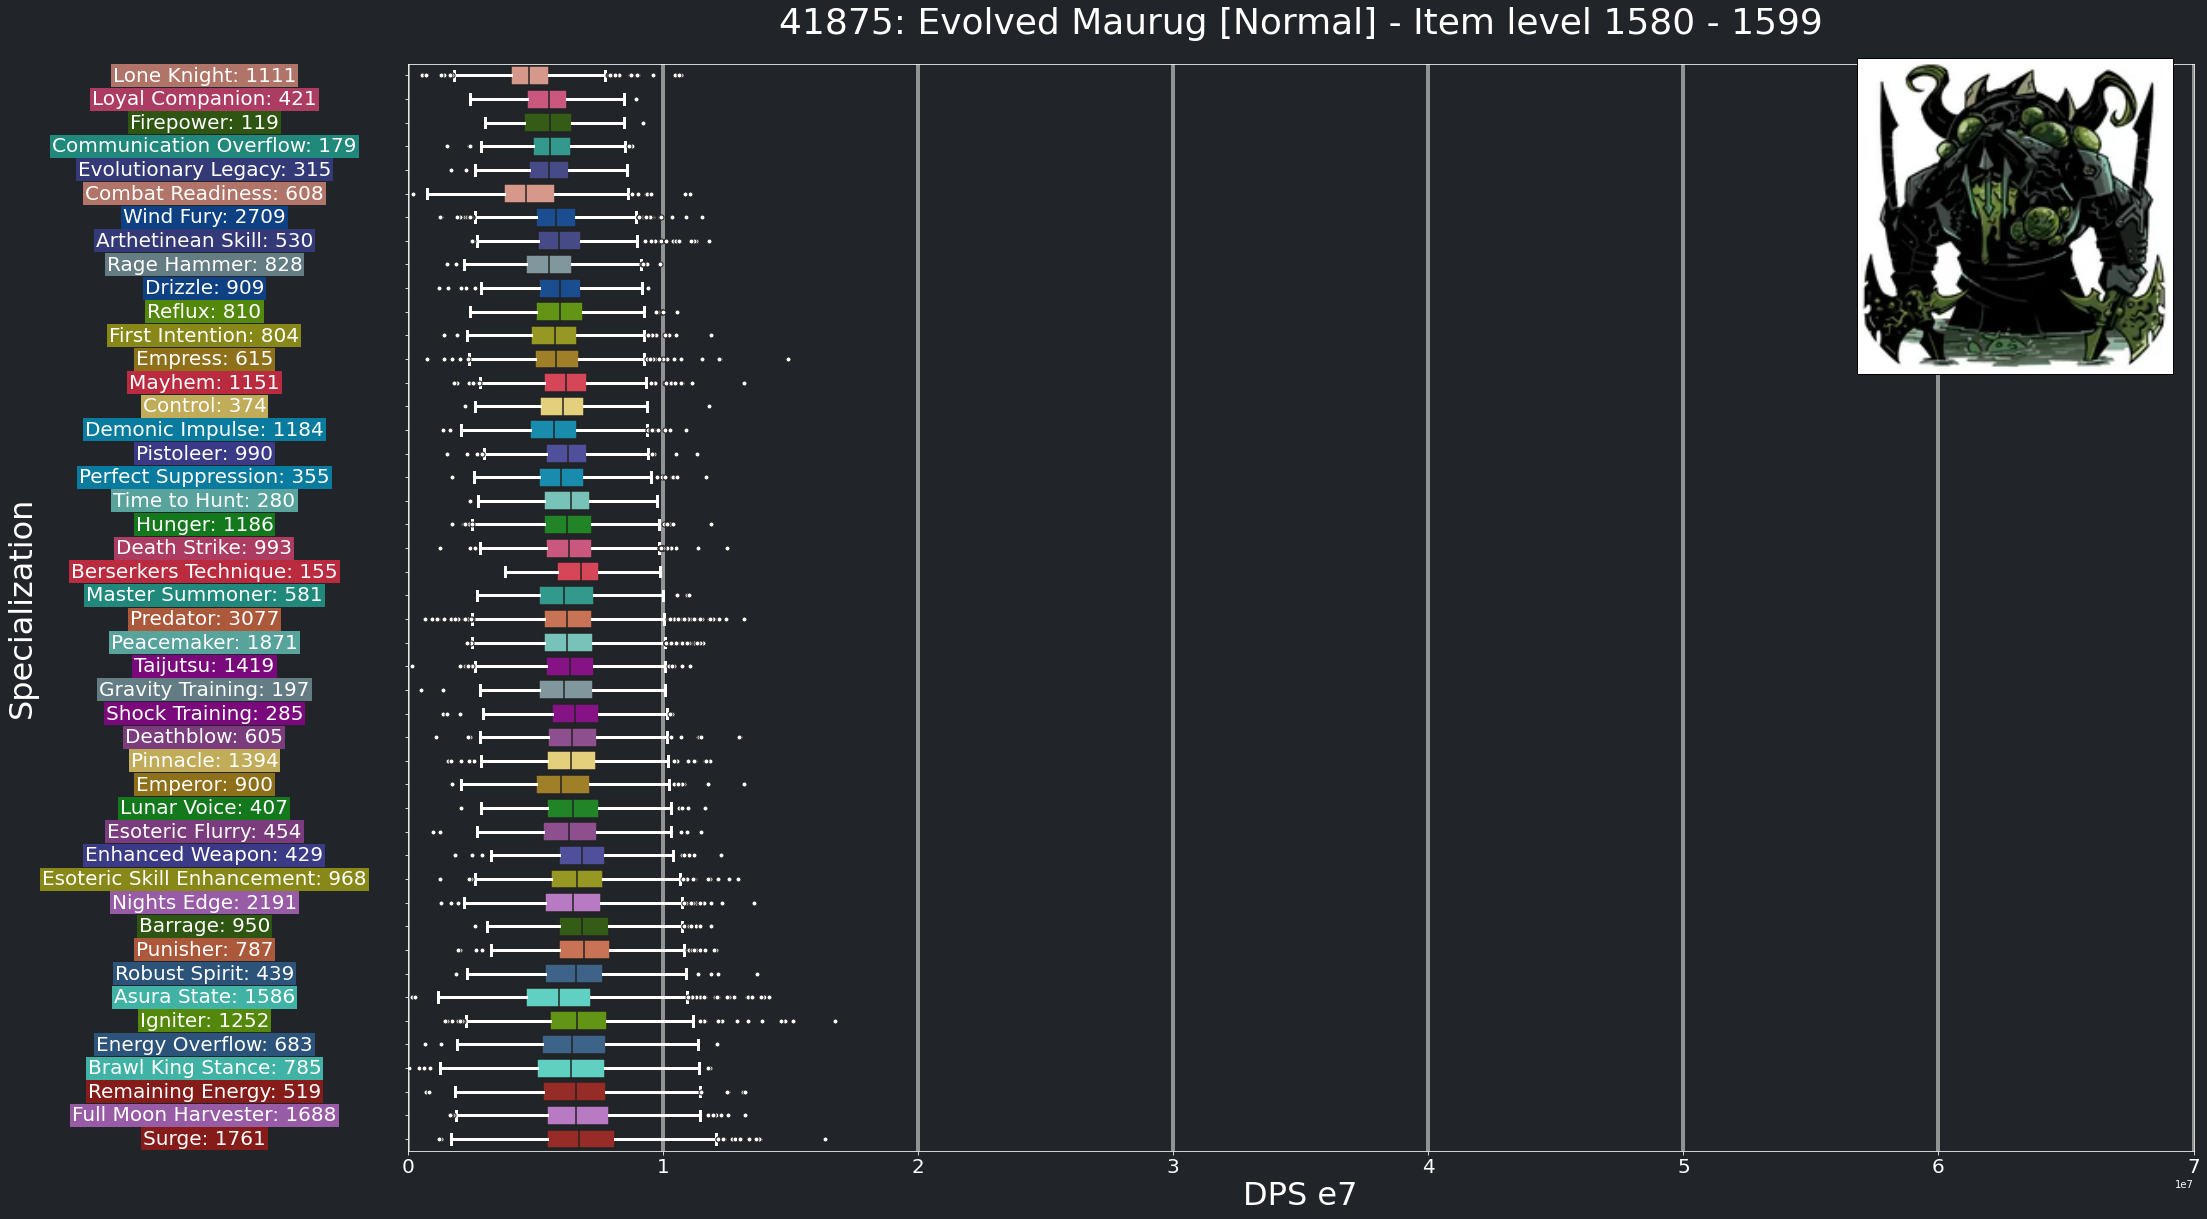 41875: Evolved Maurug [Normal] - Item level 1580 - 1599
Lone Knight: 1111
Loyal Companion: 421
Firepower: 119
Communication Overflow: 179
Evolutionary Legacy: 315
Combat Readiness: 608
Wind Fury: 2709
Arthetinean Skill: 530
Rage Hammer: 828
Drizzle: 909
Reflux: 810
First Intention: 804
Empress: 615
Mayhem: 1151
Control: 374
Demonic Impulse: 1184
Pistoleer: 990
Perfect Suppression: 355
Time to Hunt: 280
Hunger: 1186
Death Strike: 993
Berserkers Technique: 155
Master Summoner: 581
Predator: 3077
Peacemaker: 1871
Taijutsu: 1419
Gravity Training: 197
Shock Training: 285
Deathblow: 605
Pinnacle: 1394
Emperor: 900
Lunar Voice: 407
Esoteric Flurry: 454
Enhanced Weapon: 429
Esoteric Skill Enhancement: 968
Nights Edge: 2191
Barrage: 950
Punisher: 787
Robust Spirit: 439
Asura State: 1586
Igniter: 1252
Energy Overflow: 683
Brawl King Stance: 785
Remaining Energy: 519
Full Moon Harvester: 1688
Surge: 1761
Specialization
0 1 2 3 4 5 6 7
1e7
DPS e7